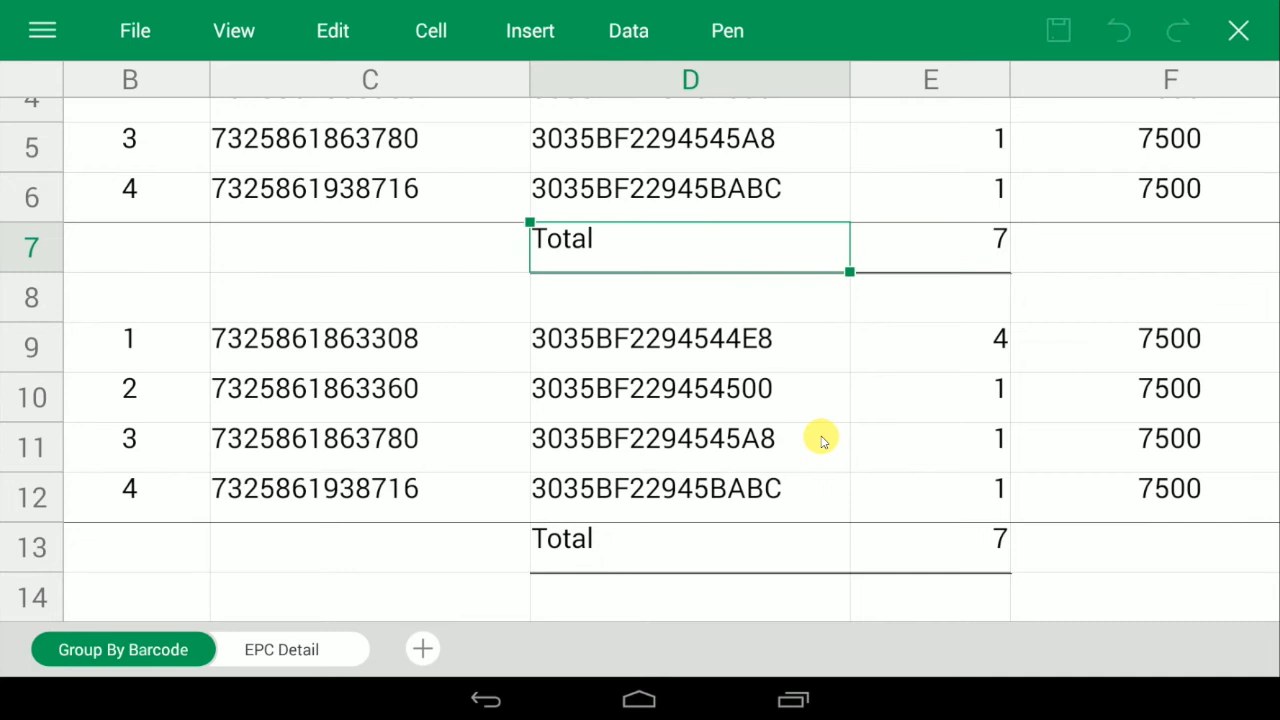 File View Edit Cell Insert Data Pen
B C D E F
4
5 3 7325861863780 3035BF2294545A8 1 7500
6 4 7325861938716 3035BF22945BABC 1 7500
7 Total 7
8
9 1 7325861863308 3035BF2294544E8 4 7500
10 2 7325861863360 3035BF229454500 1 7500
11 3 7325861863780 3035BF2294545A8 1 7500
12 4 7325861938716 3035BF22945BABC 1 7500
13 Total 7
14
Group By Barcode EPC Detail